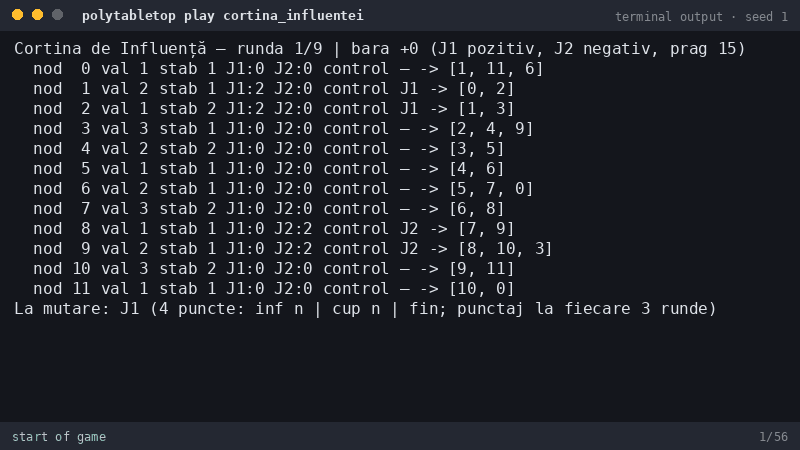 polytabletop play cortina_influentei
terminal output · seed 1
Cortina de Influență — runda 1/9 | bara +0 (J1 pozitiv, J2 negativ, prag 15)
nod 0 val 1 stab 1 J1:0 J2:0 control — -> [1, 11, 6]
nod 1 val 2 stab 1 J1:2 J2:0 control J1 -> [0, 2]
nod 2 val 1 stab 2 J1:2 J2:0 control J1 -> [1, 3]
nod 3 val 3 stab 1 J1:0 J2:0 control — -> [2, 4, 9]
nod 4 val 2 stab 2 J1:0 J2:0 control — -> [3, 5]
nod 5 val 1 stab 1 J1:0 J2:0 control — -> [4, 6]
nod 6 val 2 stab 1 J1:0 J2:0 control — -> [5, 7, 0]
nod 7 val 3 stab 2 J1:0 J2:0 control — -> [6, 8]
nod 8 val 1 stab 1 J1:0 J2:2 control J2 -> [7, 9]
nod 9 val 2 stab 1 J1:0 J2:2 control J2 -> [8, 10, 3]
nod 10 val 3 stab 2 J1:0 J2:0 control — -> [9, 11]
nod 11 val 1 stab 1 J1:0 J2:0 control — -> [10, 0]
La mutare: J1 (4 puncte: inf n | cup n | fin; punctaj la fiecare 3 runde)
start of game
1/56